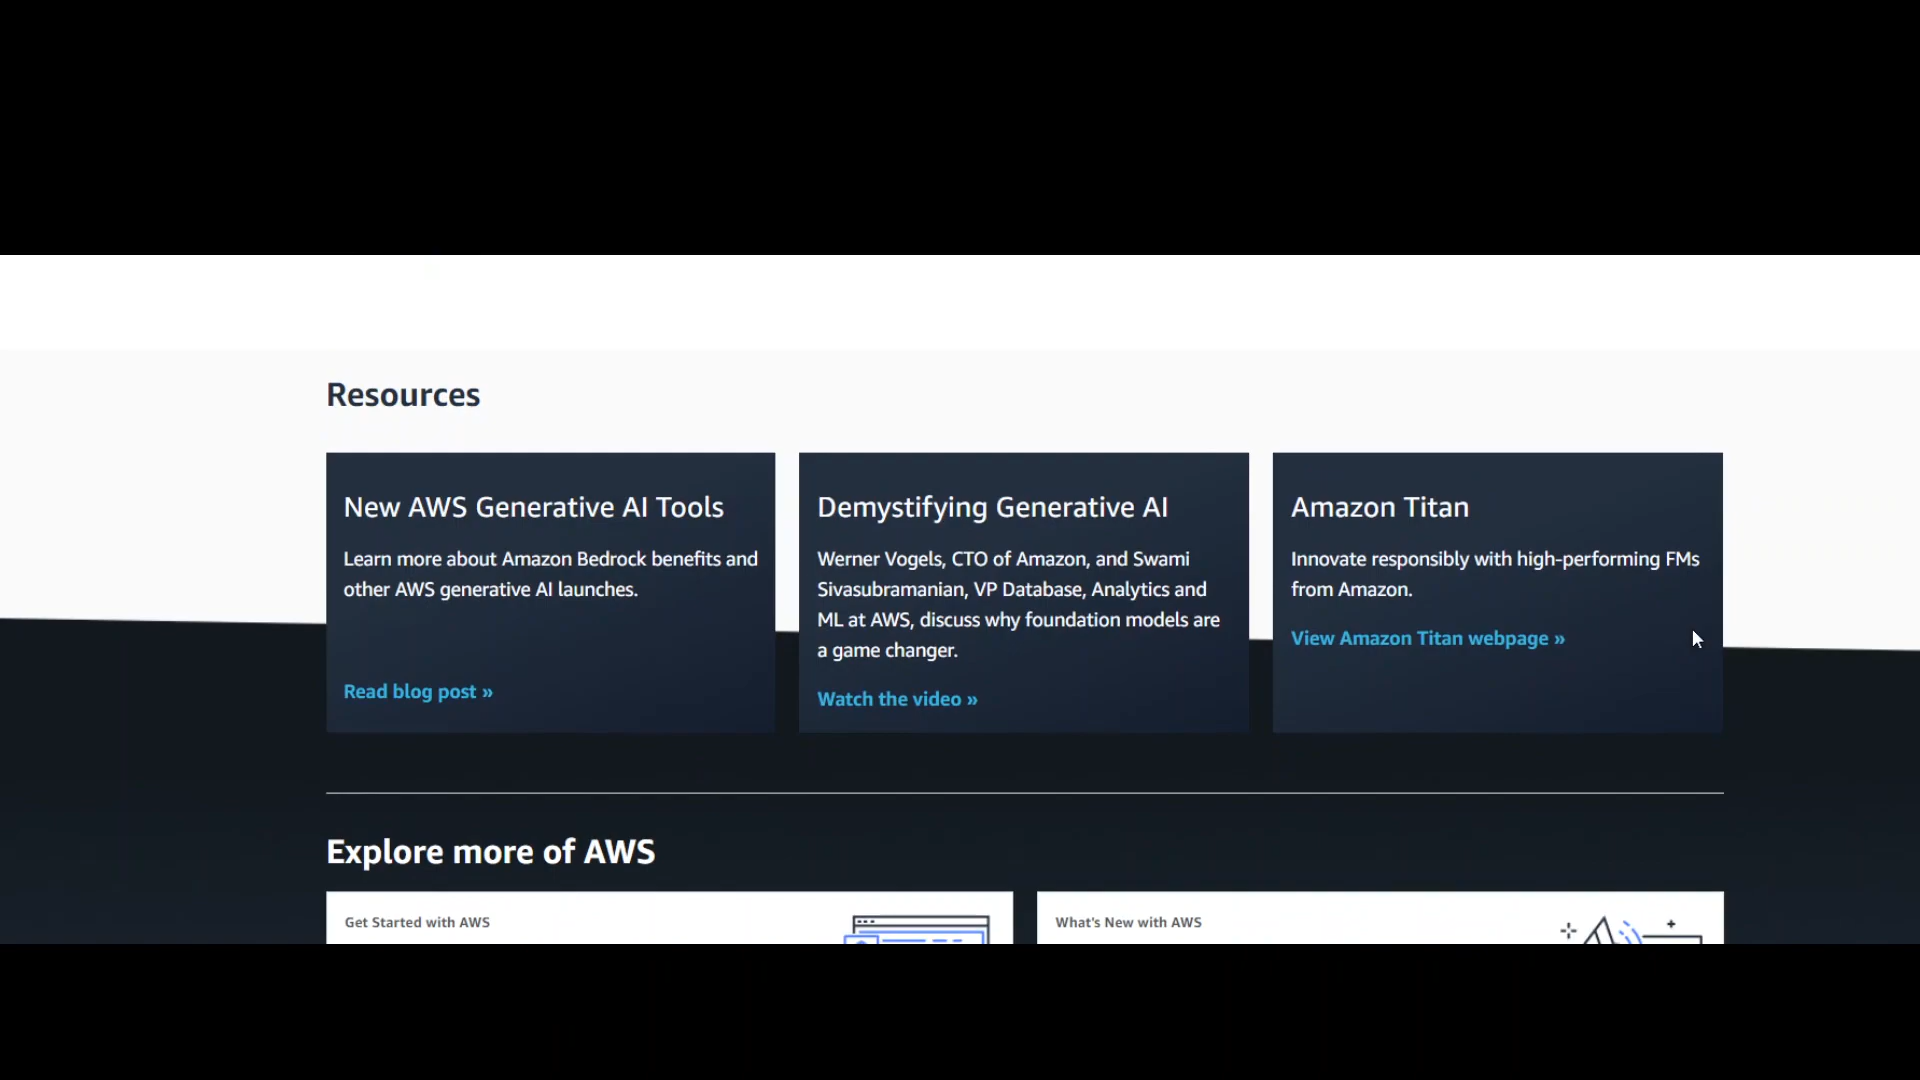 Resources
New AWS Generative AI Tools
Learn more about Amazon Bedrock benefits and
other AWS generative AI launches.
Read blog post »
Demystifying Generative AI
Werner Vogels, CTO of Amazon, and Swami
Sivasubramanian, VP Database, Analytics and
ML at AWS, discuss why foundation models are
a game changer.
Watch the video »
Amazon Titan
Innovate responsibly with high-performing FMs
from Amazon.
View Amazon Titan webpage »
Explore more of AWS
Get Started with AWS
What's New with AWS